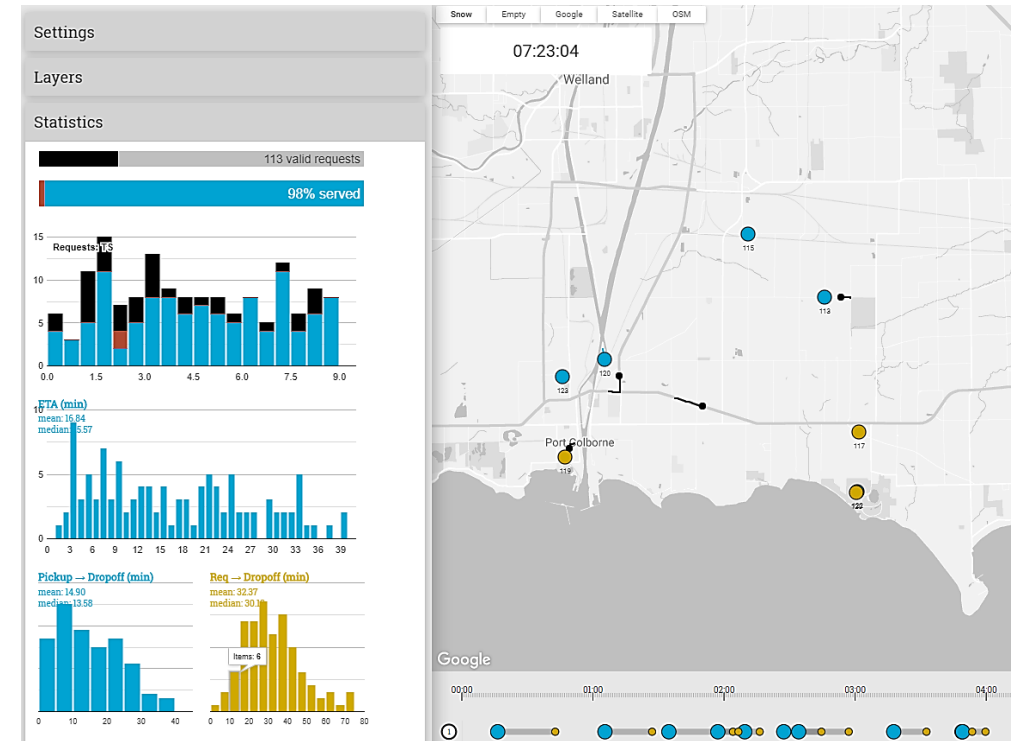 Settings
Layers
Statistics
113 valid requests
98% served
Requests: TS
15
10
5
0
0.0 1.5 3.0 4.5 6.0 7.5 9.0
ETA (min)
mean: 16.84
10
5
0
0 3 6 9 12 15 18 21 24 27 30 33 36 39
Pickup → Dropoff (min)
mean: 14.90
median: 13.58
0 10 20 30 40
Req → Dropoff (min)
mean: 32.37
Items: 6
0 10 20 30 40 50 60 70 80
Snow Empty Google Satellite OSM
07:23:04
Welland
115
113
120
123
117
Port Colborne
119
Google
00:00 01:00 02:00 03:00 04:00
1